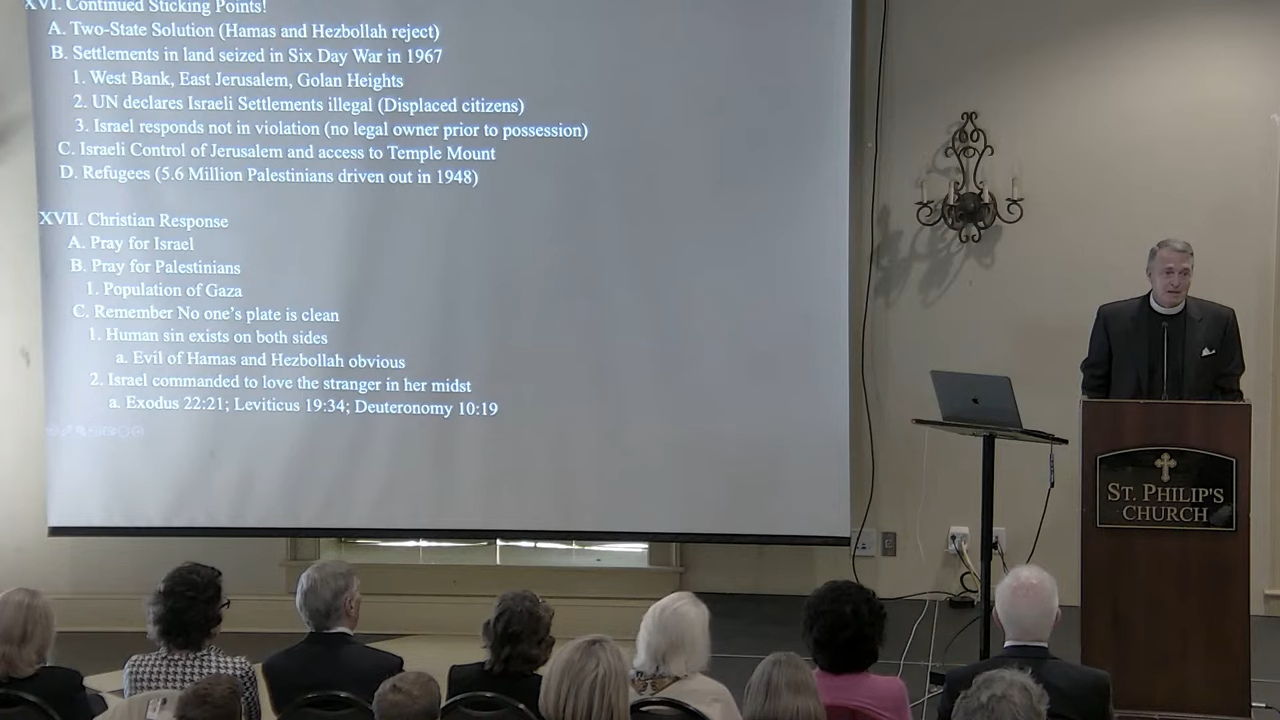 XVI. Continued Sticking Points!
A. Two-State Solution (Hamas and Hezbollah reject)
B. Settlements in land seized in Six Day War in 1967
1. West Bank, East Jerusalem, Golan Heights
2. UN declares Israeli Settlements illegal (Displaced citizens)
3. Israel responds not in violation (no legal owner prior to possession)
C. Israeli Control of Jerusalem and access to Temple Mount
D. Refugees (5.6 Million Palestinians driven out in 1948)
XVII. Christian Response
A. Pray for Israel
B. Pray for Palestinians
1. Population of Gaza
C. Remember No one's plate is clean
1. Human sin exists on both sides
a. Evil of Hamas and Hezbollah obvious
2. Israel commanded to love the stranger in her midst
a. Exodus 22:21; Leviticus 19:34; Deuteronomy 10:19
ST. PHILIP'S
CHURCH